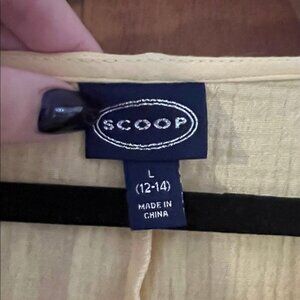 SCOOP
L
(12-14)
MADE IN
CHINA